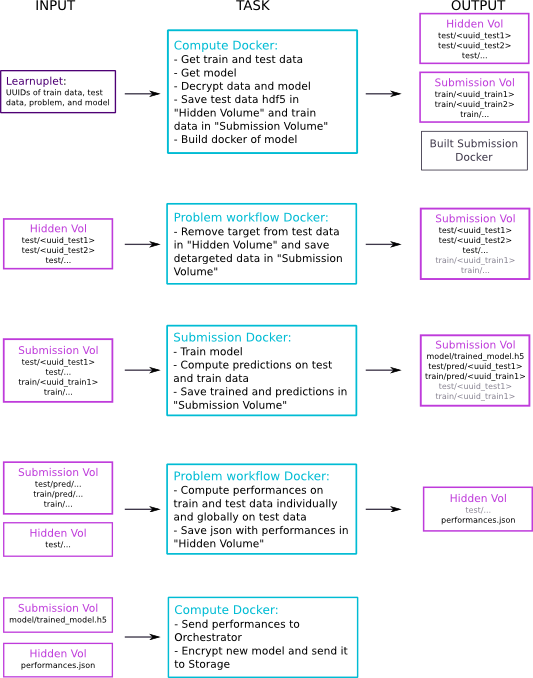 INPUT
TASK
OUTPUT
Learnuplet:
UUIDs of train data, test
data, problem, and model
Compute Docker:
- Get train and test data
- Get model
- Decrypt data and model
- Save test data hdf5 in
"Hidden Volume" and train
data in "Submission Volume"
- Build docker of model
Hidden Vol
test/<uuid_test1>
test/<uuid_test2>
test/...
Submission Vol
train/<uuid_train1>
train/<uuid_train2>
train/...
Built Submission
Docker
Hidden Vol
test/<uuid_test1>
test/<uuid_test2>
test/...
Problem workflow Docker:
- Remove target from test data
in "Hidden Volume" and save
detargeted data in "Submission
Volume"
Submission Vol
test/<uuid_test1>
test/<uuid_test2>
test/...
train/<uuid_train1>
train/...
Submission Vol
test/<uuid_test1>
test/...
train/<uuid_train1>
train/...
Submission Docker:
- Train model
- Compute predictions on test
and train data
- Save trained and predictions in
"Submission Volume"
Submission Vol
model/trained_model.h5
test/pred/<uuid_test1>
train/pred/<uuid_train1>
test/<uuid_test1>
train/<uuid_train1>
Submission Vol
test/pred/...
train/pred/...
train/...
Hidden Vol
test/...
Problem workflow Docker:
- Compute performances on
train and test data individually
and globally on test data
- Save json with performances in
"Hidden Volume"
Hidden Vol
test/...
performances.json
Submission Vol
model/trained_model.h5
Hidden Vol
performances.json
Compute Docker:
- Send performances to
Orchestrator
- Encrypt new model and send it
to Storage